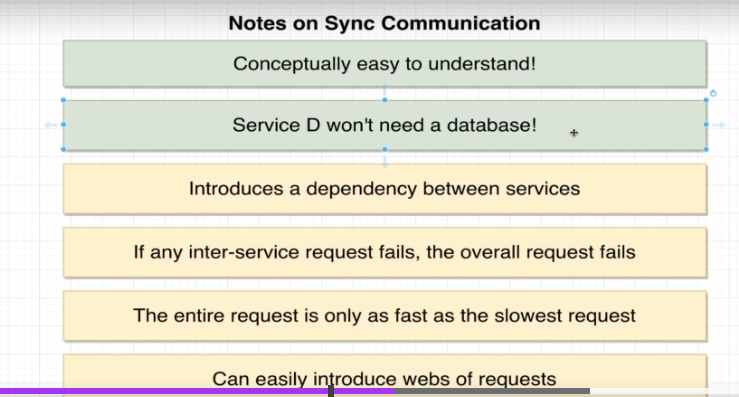 Notes on Sync Communication
Conceptually easy to understand!
Service D won't need a database!
Introduces a dependency between services
If any inter-service request fails, the overall request fails
The entire request is only as fast as the slowest request
Can easily introduce webs of requests